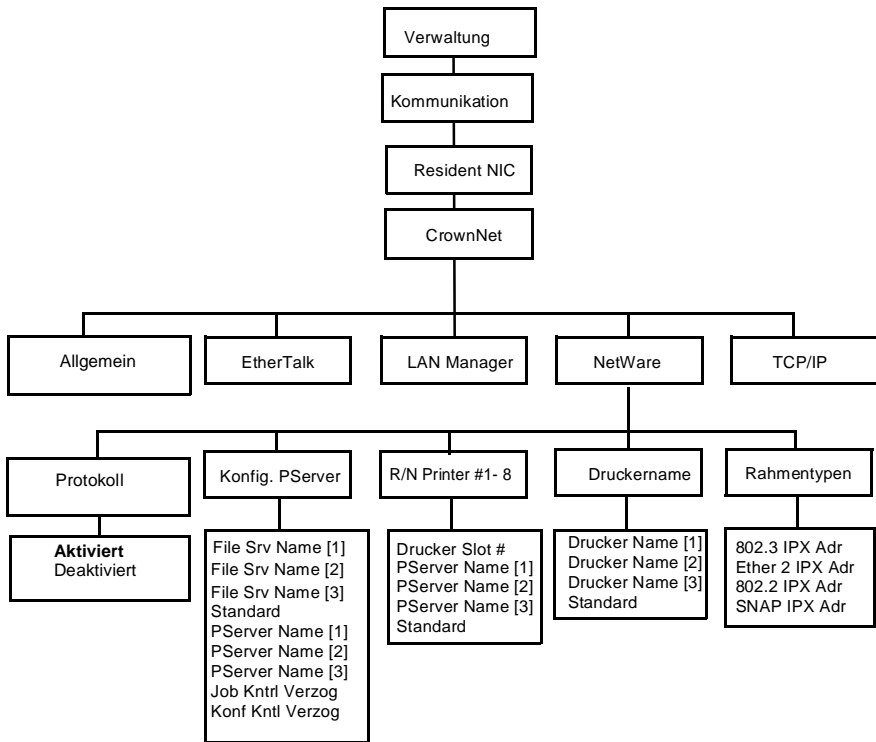 Verwaltung
Kommunikation
Resident NIC
CrownNet
Allgemein
EtherTalk
LAN Manager
NetWare
TCP/IP
Protokoll
Konfig. PServer
R/N Printer #1- 8
Druckername
Rahmentypen
Aktiviert
Deaktiviert
File Srv Name [1]
File Srv Name [2]
File Srv Name [3]
Standard
PServer Name [1]
PServer Name [2]
PServer Name [3]
Job Kntrl Verzog
Konf Kntl Verzog
Drucker Slot #
PServer Name [1]
PServer Name [2]
PServer Name [3]
Standard
Drucker Name [1]
Drucker Name [2]
Drucker Name [3]
Standard
802.3 IPX Adr
Ether 2 IPX Adr
802.2 IPX Adr
SNAP IPX Adr